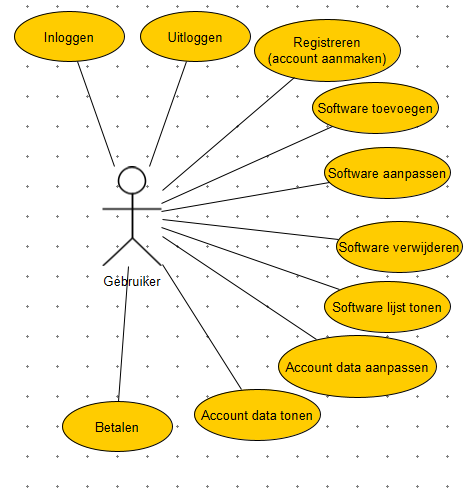 Inloggen
Uitloggen
Registreren
(account aanmaken)
Software toevoegen
Software aanpassen
Software verwijderen
Gebruiker
Software lijst tonen
Account data aanpassen
Account data tonen
Betalen